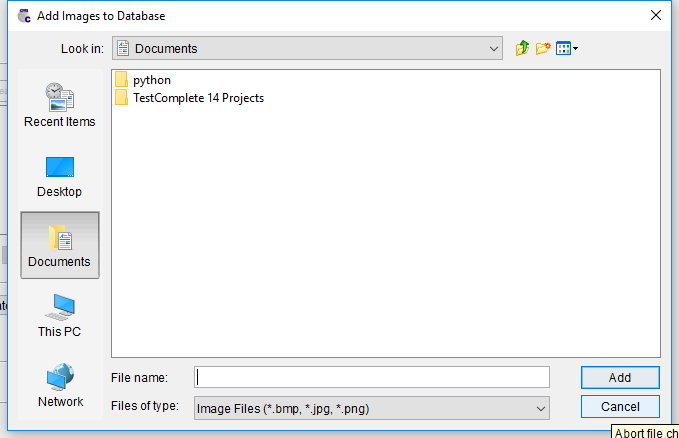 Add Images to Database
Look in: Documents
python
TestComplete 14 Projects
Recent Items
Desktop
Documents
This PC
Network
File name:
Add
Files of type: Image Files (*.bmp, *.jpg, *.png)
Cancel
Abort file ch